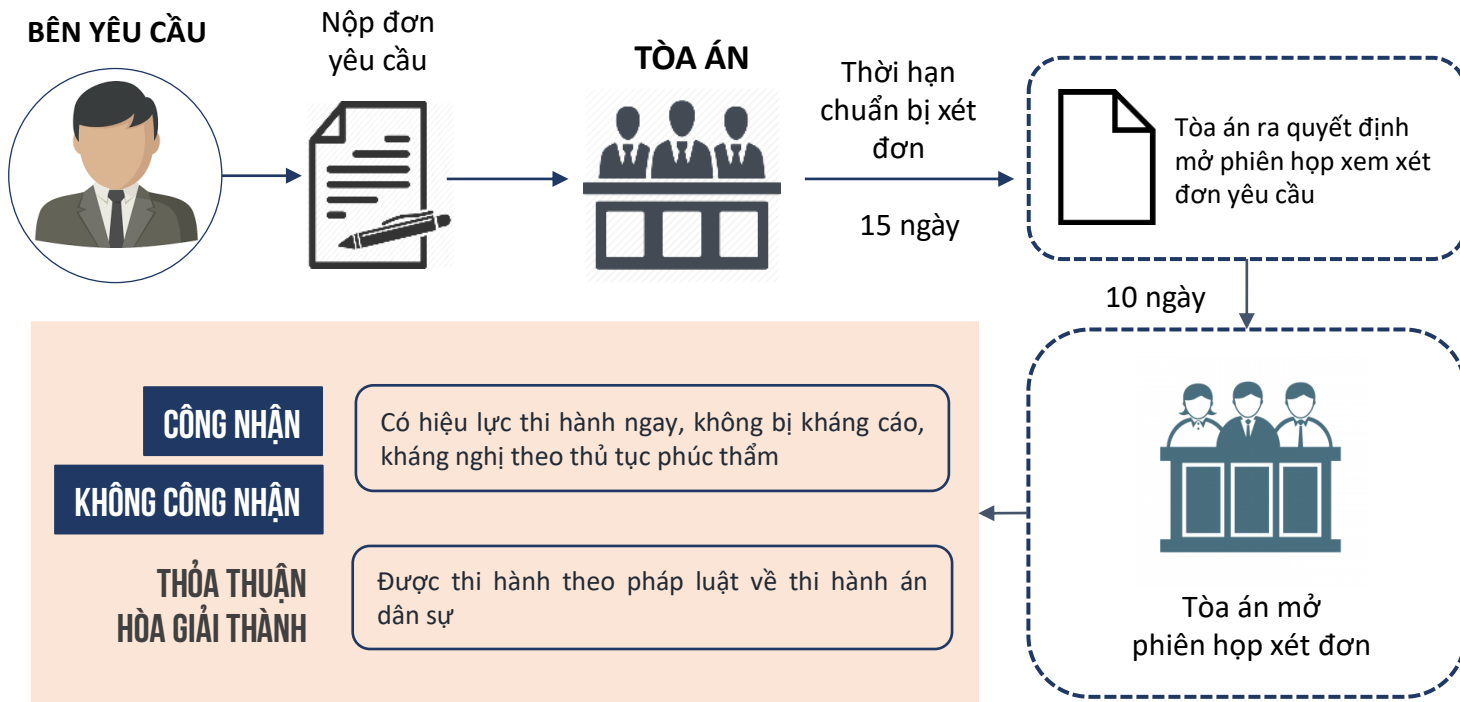 BÊN YÊU CẦU
Nộp đơn
yêu cầu
TÒA ÁN
Thời hạn
chuẩn bị xét
đơn
15 ngày
Tòa án ra quyết định
mở phiên họp xem xét
đơn yêu cầu
10 ngày
Tòa án mở
phiên họp xét đơn
CÔNG NHẬN
KHÔNG CÔNG NHẬN
THỎA THUẬN
HÒA GIẢI THÀNH
Có hiệu lực thi hành ngay, không bị kháng cáo,
kháng nghị theo thủ tục phúc thẩm
Được thi hành theo pháp luật về thi hành án
dân sự